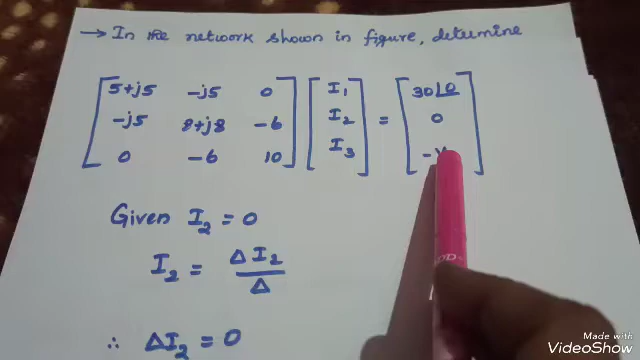 → In the network shown in figure, determine
[5+j5 -j5 0] [I1] = [30∠0]
[-j5 8+j8 -6] [I2] [0]
[0 -6 10] [I3]
Given I2 = 0
I2 = ΔI2 / Δ
∴ ΔI2 = 0
Made With
VideoShow